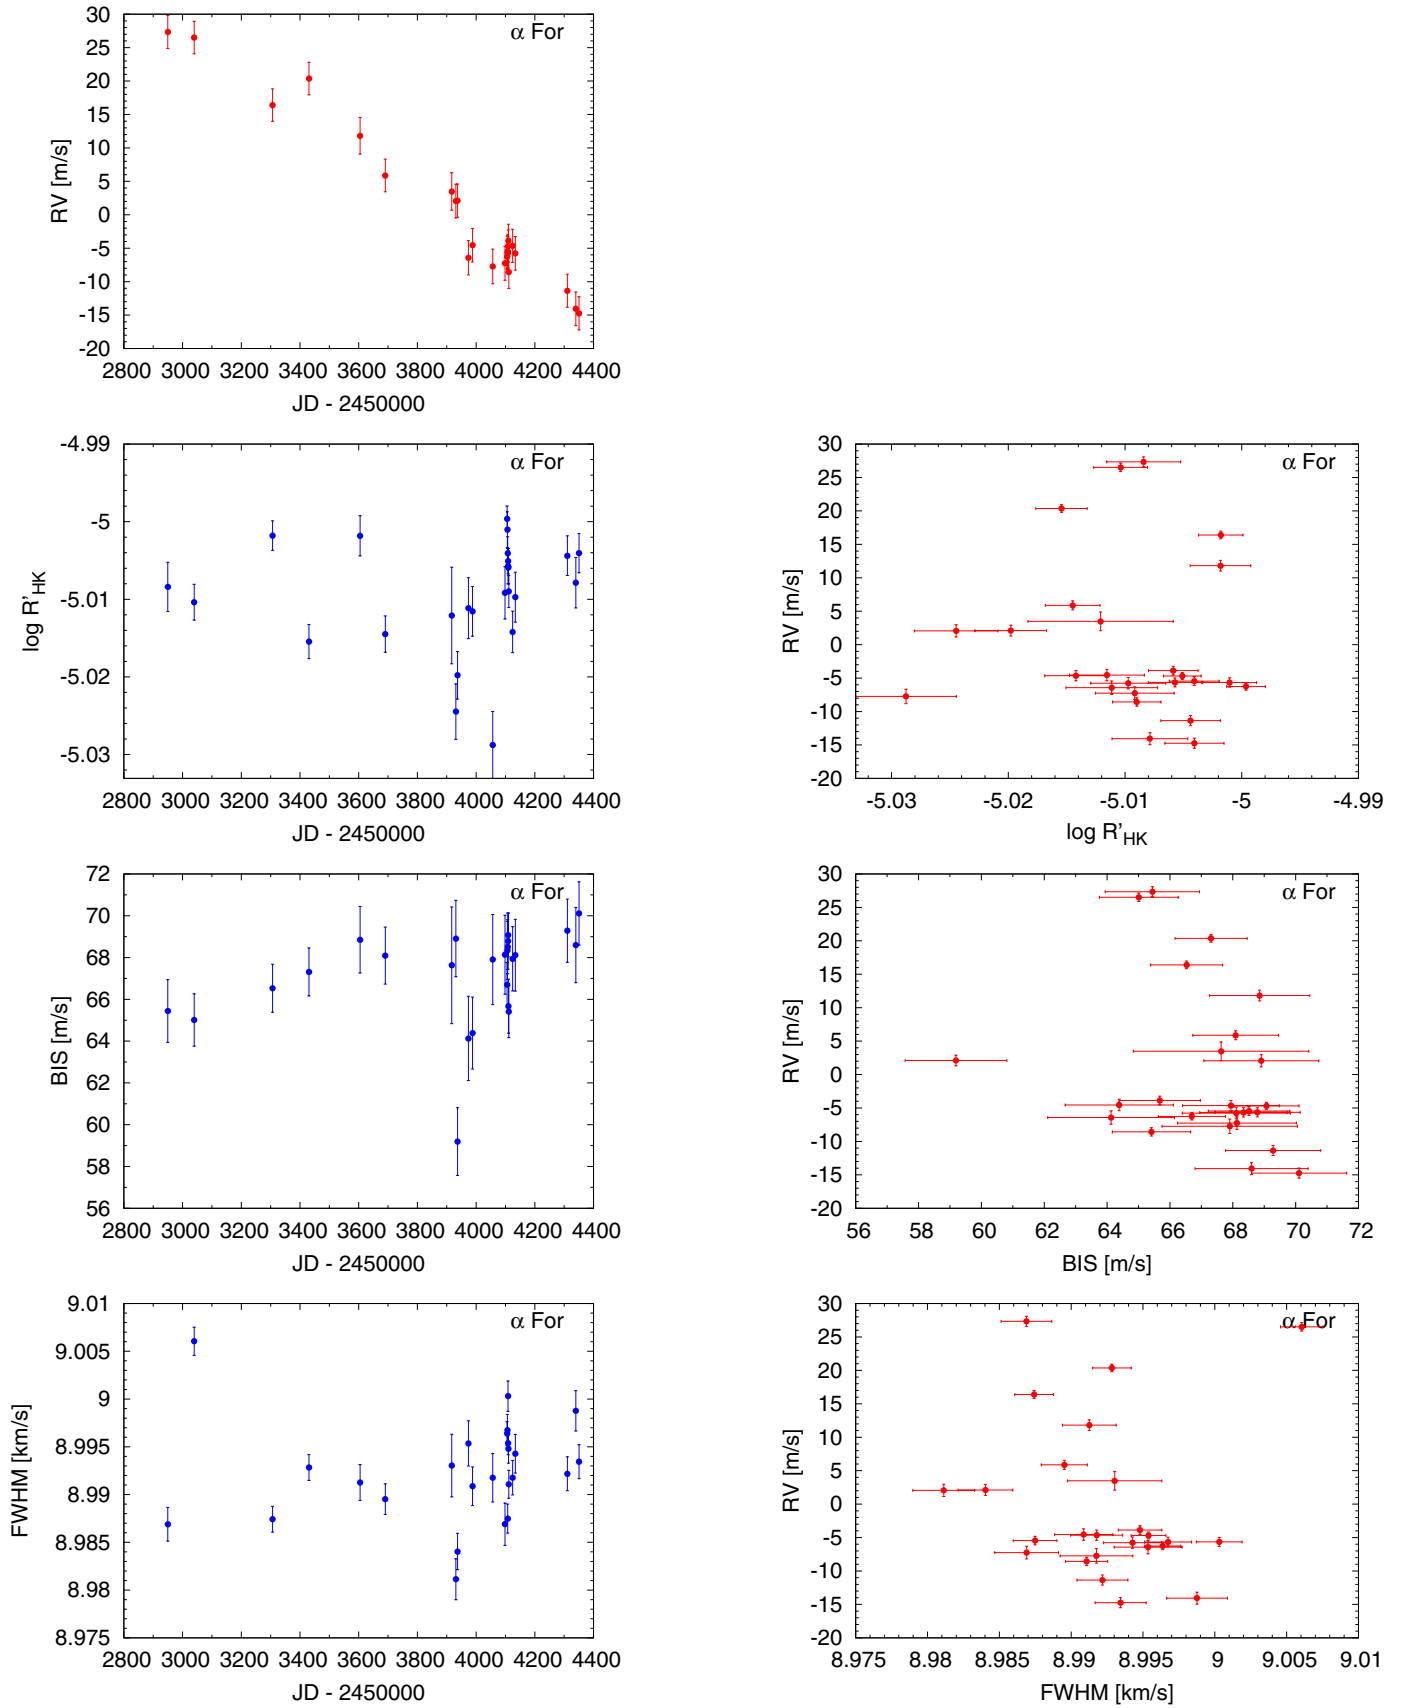 α For
30
25
20
15
10
5
0
-5
-10
-15
-20
RV [m/s]
2800 3000 3200 3400 3600 3800 4000 4200 4400
JD - 2450000
α For
-4.99
-5
-5.01
-5.02
-5.03
log R'HK
2800 3000 3200 3400 3600 3800 4000 4200 4400
JD - 2450000
α For
30
25
20
15
10
5
0
-5
-10
-15
-20
RV [m/s]
-5.03 -5.02 -5.01 -5 -4.99
log R'HK
α For
72
70
68
66
64
62
60
58
56
BIS [m/s]
2800 3000 3200 3400 3600 3800 4000 4200 4400
JD - 2450000
α For
30
25
20
15
10
5
0
-5
-10
-15
-20
RV [m/s]
56 58 60 62 64 66 68 70 72
BIS [m/s]
α For
9.01
9.005
9
8.995
8.99
8.985
8.98
8.975
FWHM [km/s]
2800 3000 3200 3400 3600 3800 4000 4200 4400
JD - 2450000
α For
30
25
20
15
10
5
0
-5
-10
-15
-20
RV [m/s]
8.975 8.98 8.985 8.99 8.995 9 9.005 9.01
FWHM [km/s]